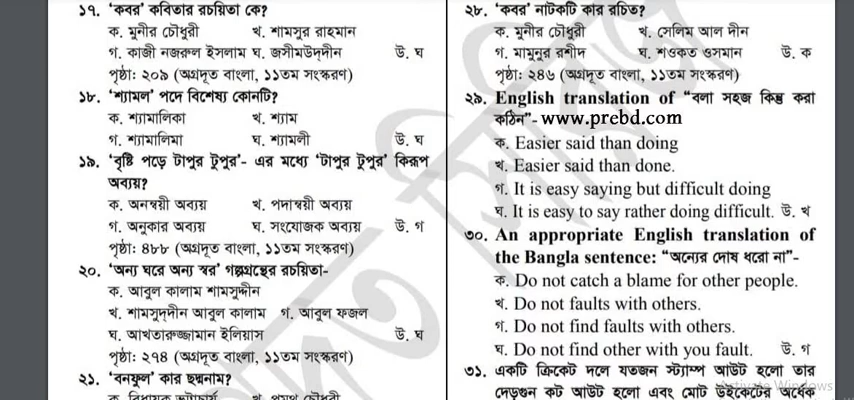 ১৭. ‘কবর’ কবিতার রচয়িতা কে?
ক. মুনীর চৌধুরী খ. শামসুর রাহমান
গ. কাজী নজরুল ইসলাম ঘ. জসীমউদ্‌দীন উ. ঘ
পৃষ্ঠা: ২০৯ (অগ্রদূত বাংলা, ১১তম সংস্করণ)
১৮. ‘শ্যামল’ পদে বিশেষ্য কোনটি?
ক. শ্যামালিকা খ. শ্যাম
গ. শ্যামালিমা ঘ. শ্যামলী উ. ঘ
১৯. ‘বৃষ্টি পড়ে টাপুর টুপুর’- এর মধ্যে ‘টাপুর টুপুর’ কিরূপ
অব্যয়?
ক. অনন্বয়ী অব্যয় খ. পদান্বয়ী অব্যয়
গ. অনুকার অব্যয় ঘ. সংযোজক অব্যয় উ. গ
পৃষ্ঠা: ৪৮৮ (অগ্রদূত বাংলা, ১১তম সংস্করণ)
২০. ‘অন্য ঘরে অন্য স্বর’ গল্পগ্রন্থের রচয়িতা-
ক. আবুল কালাম শামসুদ্দীন
খ. শামসুদ্‌দীন আবুল কালাম গ. আবুল ফজল
ঘ. আখতারুজ্জামান ইলিয়াস উ. ঘ
পৃষ্ঠা: ২৭৪ (অগ্রদূত বাংলা, ১১তম সংস্করণ)
২১. ‘বনফুল’ কার ছদ্মনাম?
২৮. ‘কবর’ নাটকটি কার রচিত?
ক. মুনীর চৌধুরী খ. সেলিম আল দীন
গ. মামুনুর রশীদ ঘ. শওকত ওসমান উ. ক
পৃষ্ঠা: ২৪৬ (অগ্রদূত বাংলা, ১১তম সংস্করণ)
২৯. English translation of “বলা সহজ কিন্তু করা
কঠিন”- www.prebd.com
ক. Easier said than doing
খ. Easier said than done.
গ. It is easy saying but difficult doing
ঘ. It is easy to say rather doing difficult. উ. খ
৩০. An appropriate English translation of
the Bangla sentence: “অন্যের দোষ ধরো না”-
ক. Do not catch a blame for other people.
খ. Do not faults with others.
গ. Do not find faults with others.
ঘ. Do not find other with you fault. উ. গ
৩১. একটি ক্রিকেট দলে যতজন স্ট্যাম্প আউট হলো তার
দেড়গুন কট আউট হলো এবং মোট উইকেটের অর্ধেক